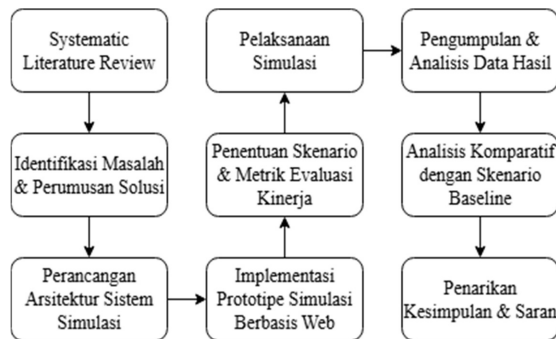 Systematic
Literature Review
Identifikasi Masalah
& Perumusan Solusi
Perancangan
Arsitektur Sistem
Simulasi
Implementasi
Prototipe Simulasi
Berbasis Web
Penentuan Skenario
& Metrik Evaluasi
Kinerja
Pelaksanaan
Simulasi
Pengumpulan &
Analisis Data Hasil
Analisis Komparatif
dengan Skenario
Baseline
Penarikan
Kesimpulan & Saran